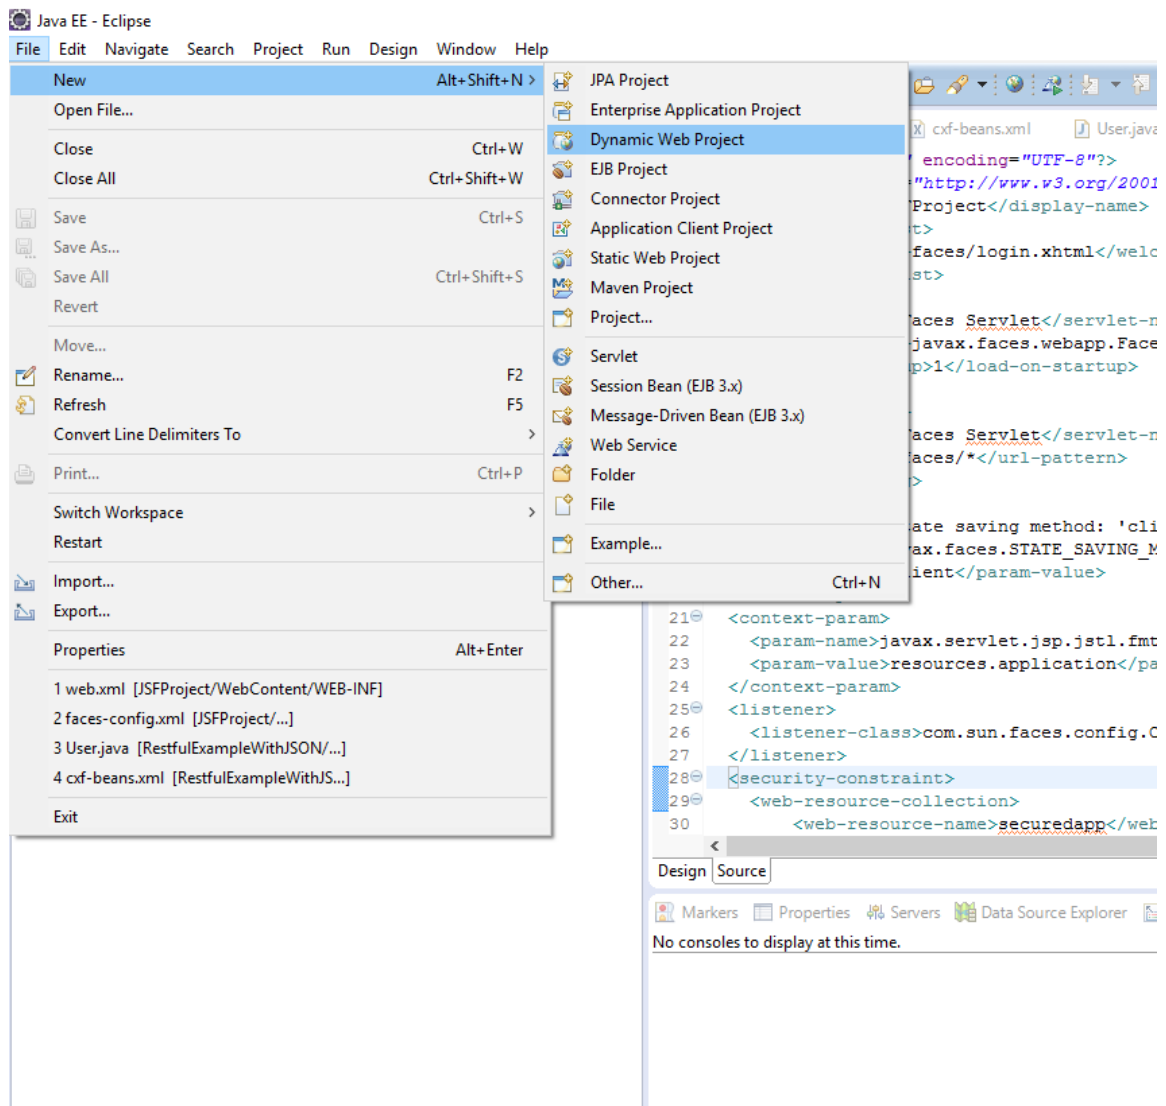 Java EE - Eclipse
File Edit Navigate Search Project Run Design Window Help
New Alt+Shift+N
Open File...
Close Ctrl+W
Close All Ctrl+Shift+W
Save Ctrl+S
Save As...
Save All Ctrl+Shift+S
Revert
Move...
Rename... F2
Refresh F5
Convert Line Delimiters To
Print... Ctrl+P
Switch Workspace
Restart
Import...
Export...
Properties Alt+Enter
1 web.xml [JSFProject/WebContent/WEB-INF]
2 faces-config.xml [JSFProject/...]
3 User.java [RestfulExampleWithJSON/...]
4 cxf-beans.xml [RestfulExampleWithJS...]
Exit
JPA Project
Enterprise Application Project
Dynamic Web Project
EJB Project
Connector Project
Application Client Project
Static Web Project
Maven Project
Project...
Servlet
Session Bean (EJB 3.x)
Message-Driven Bean (EJB 3.x)
Web Service
Folder
File
Example...
Other... Ctrl+N
cxf-beans.xml User.java
" encoding="UTF-8"?>
="http://www.w3.org/2001
Project</display-name>
t>
faces/login.xhtml</welc
st>
aces Servlet</servlet-n
javax.faces.webapp.Face
p>1</load-on-startup>
aces Servlet</servlet-n
aces/*</url-pattern>
>
ate saving method: 'cli
ax.faces.STATE_SAVING_M
ient</param-value>
21 <context-param>
22 <param-name>javax.servlet.jsp.jstl.fmt
23 <param-value>resources.application</pa
24 </context-param>
25 <listener>
26 <listener-class>com.sun.faces.config.C
27 </listener>
28 <security-constraint>
29 <web-resource-collection>
30 <web-resource-name>securedapp</web
Design Source
Markers Properties Servers Data Source Explorer
No consoles to display at this time.